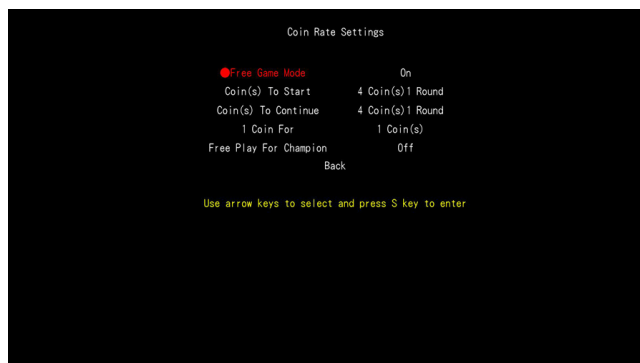 Coin Rate Settings
Free Game Mode On
Coin(s) To Start 4 Coin(s)1 Round
Coin(s) To Continue 4 Coin(s)1 Round
1 Coin For 1 Coin(s)
Free Play For Champion Off
Back
Use arrow keys to select and press S key to enter